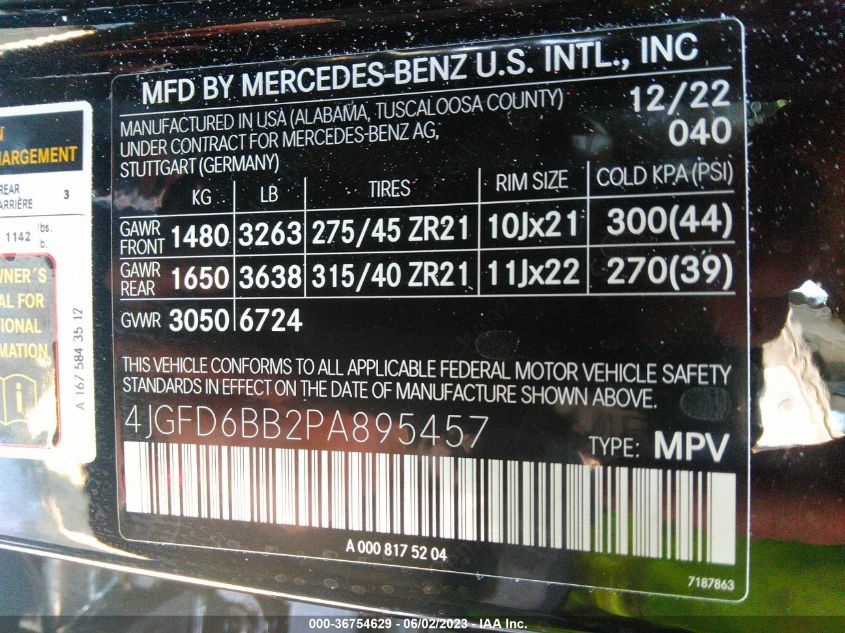 MFD BY MERCEDES-BENZ U.S. INTL., INC
MANUFACTURED IN USA (ALABAMA, TUSCALOOSA COUNTY) 12/22
UNDER CONTRACT FOR MERCEDES-BENZ AG, 040
STUTTGART (GERMANY)
KG LB TIRES RIM SIZE COLD KPA (PSI)
GAWR FRONT 1480 3263 275/45 ZR21 10Jx21 300(44)
GAWR REAR 1650 3638 315/40 ZR21 11Jx22 270(39)
GVWR 3050 6724
THIS VEHICLE CONFORMS TO ALL APPLICABLE FEDERAL MOTOR VEHICLE SAFETY
STANDARDS IN EFFECT ON THE DATE OF MANUFACTURE SHOWN ABOVE.
4JGFD6BB2PA895457 TYPE: MPV
A 000 817 52 04
7187863
REAR 3
1142 lbs.
FOR
A 167 584 35 12
000-36754629 - 06/02/2023 - IAA Inc.